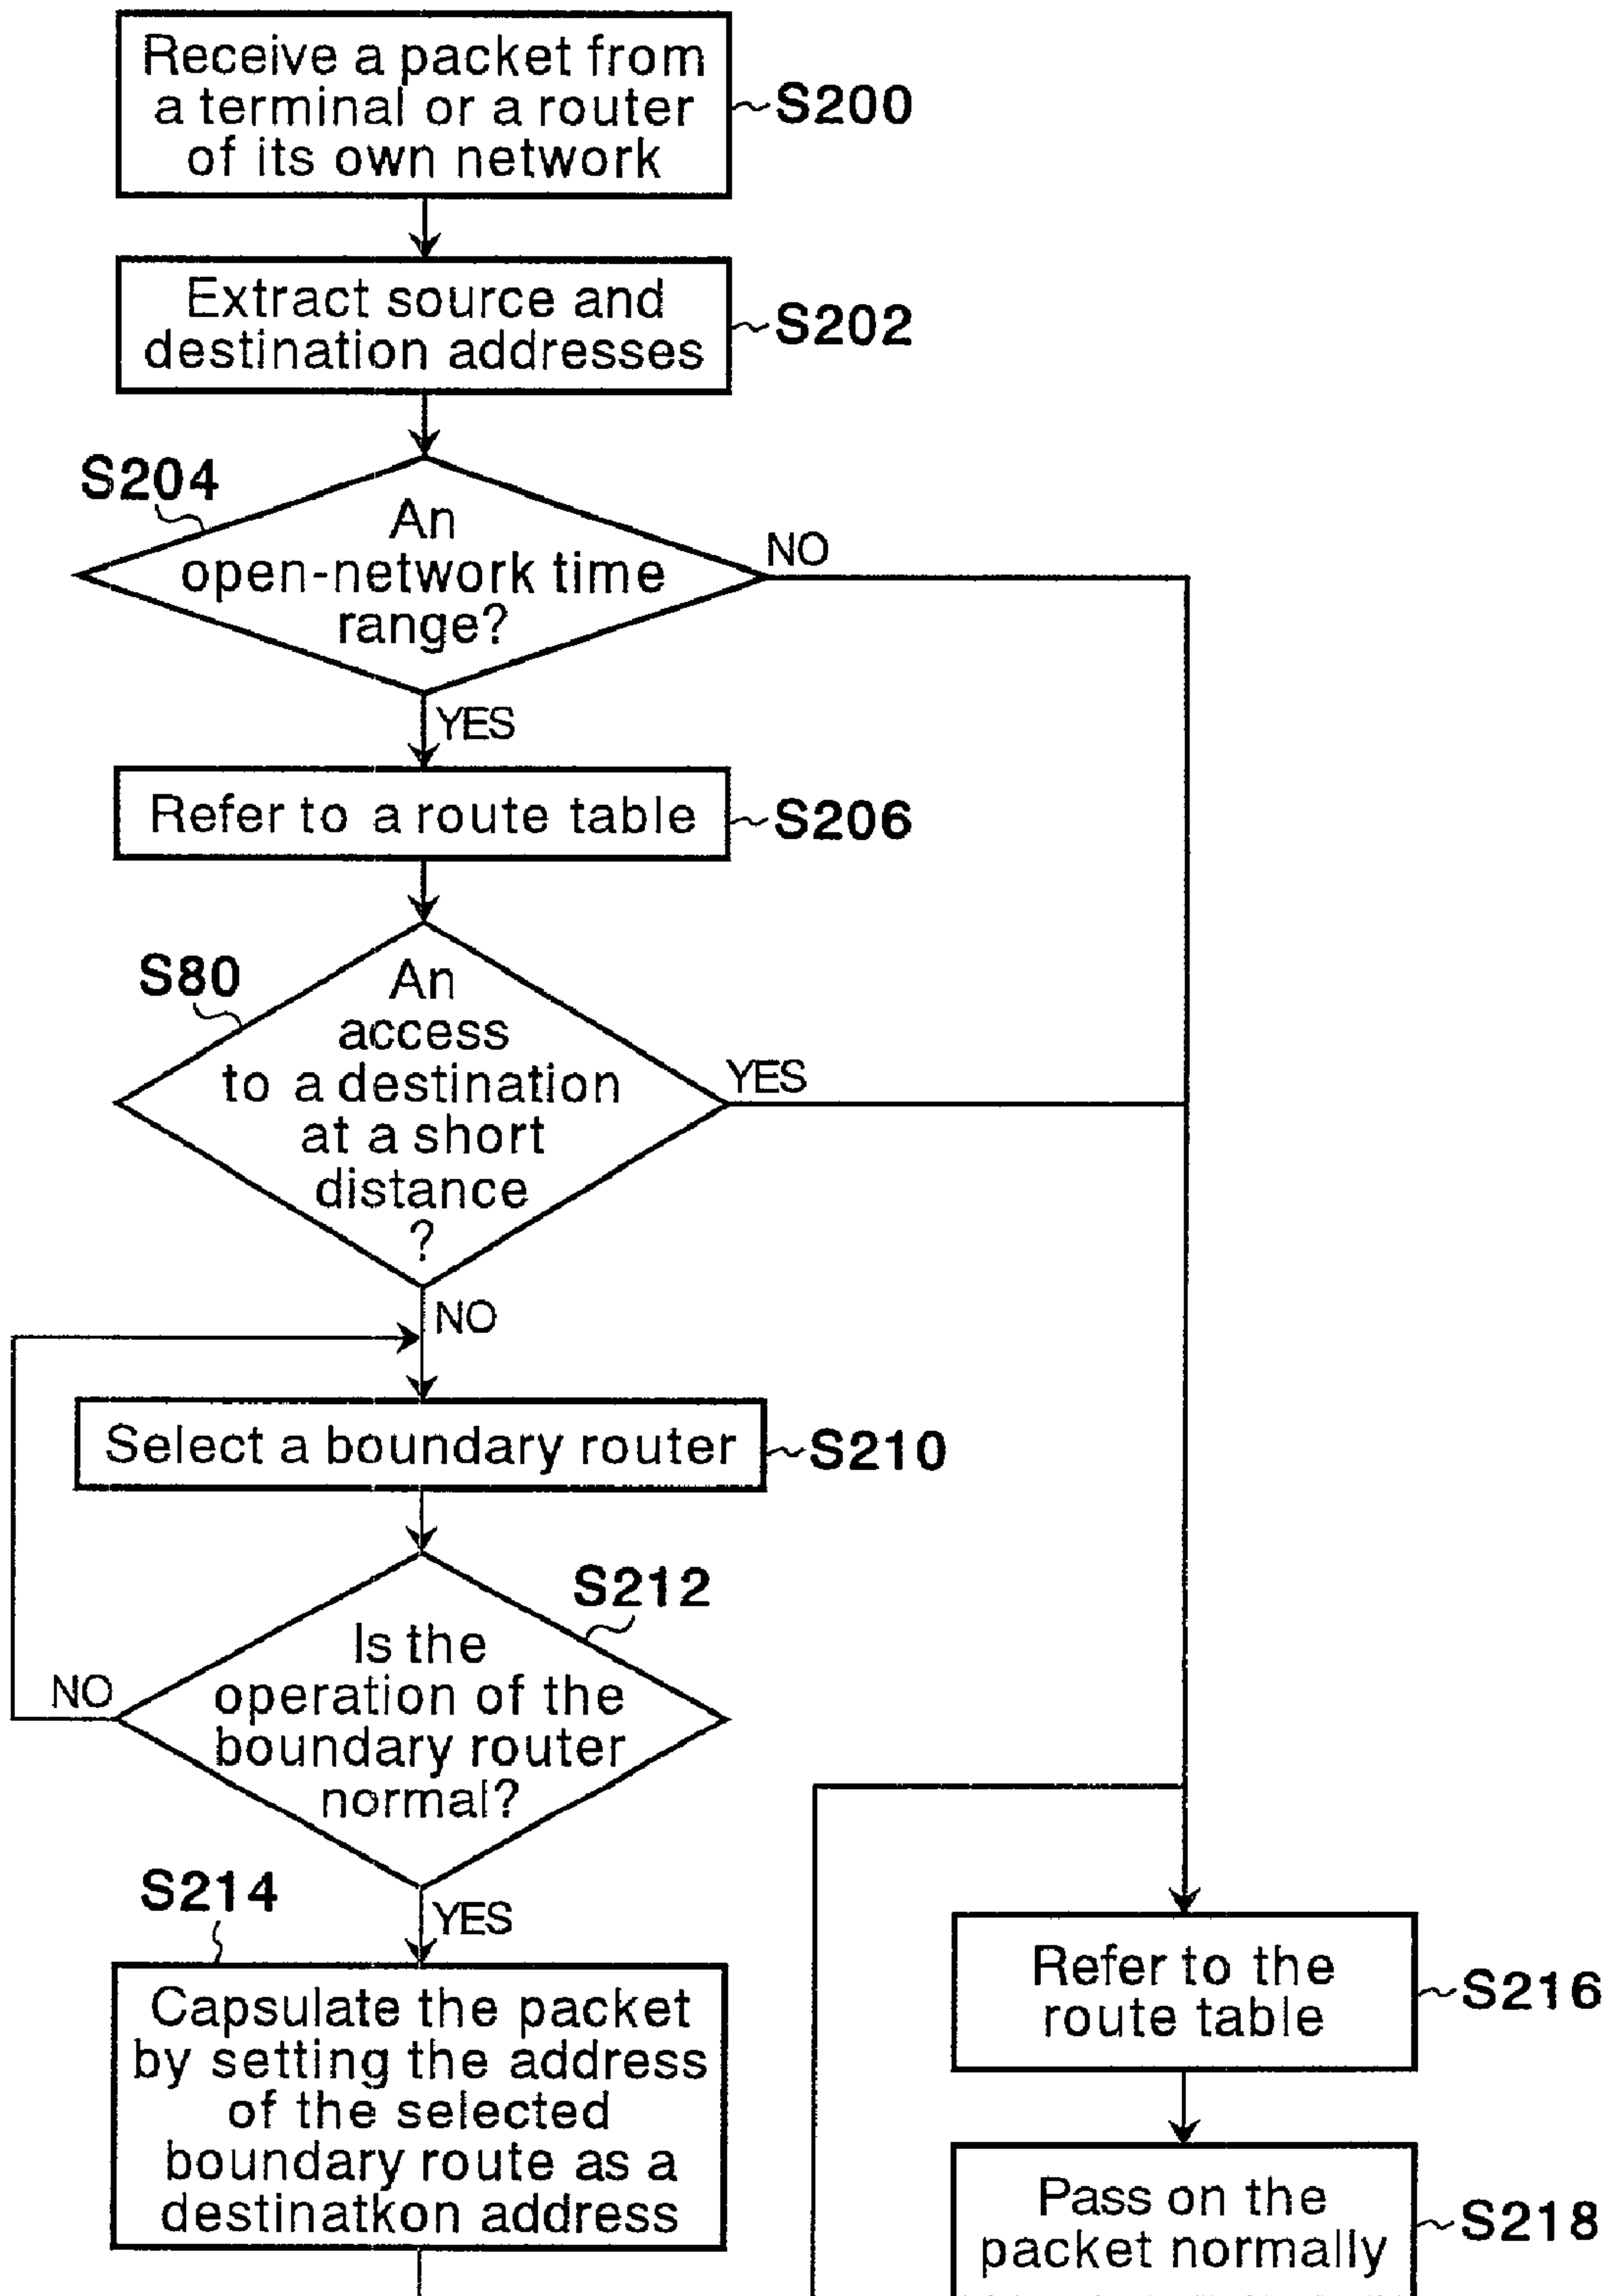 Receive a packet from
a terminal or a router
of its own network
S200
Extract source and
destination addresses
S202
S204
An
open-network time
range?
NO
YES
Refer to a route table
S206
S80
An
access
to a destination
at a short
distance
?
YES
NO
Select a boundary router
S210
S212
Is the
operation of the
boundary router
normal?
NO
YES
S214
Capsulate the packet
by setting the address
of the selected
boundary route as a
destinatkon address
Refer to the
route table
S216
Pass on the
packet normally
S218